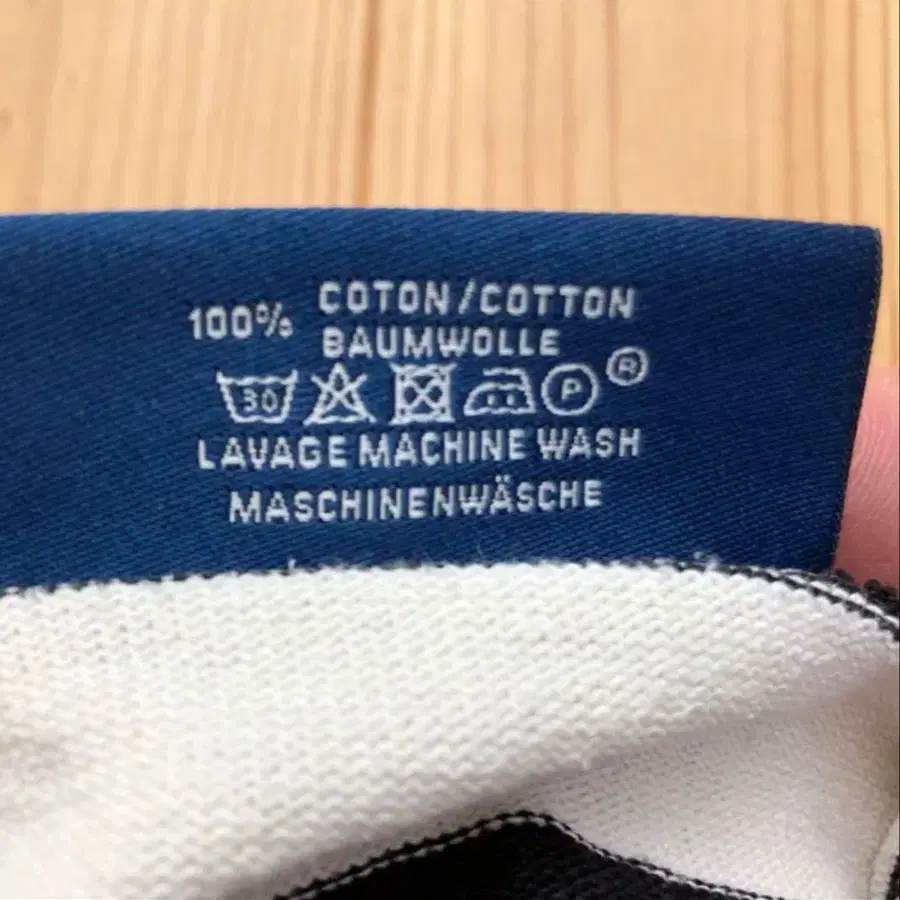 100% COTON/COTTON
BAUMWOLLE
30 P ®
LAVAGE MACHINE WASH
MASCHINENWÄSCHE